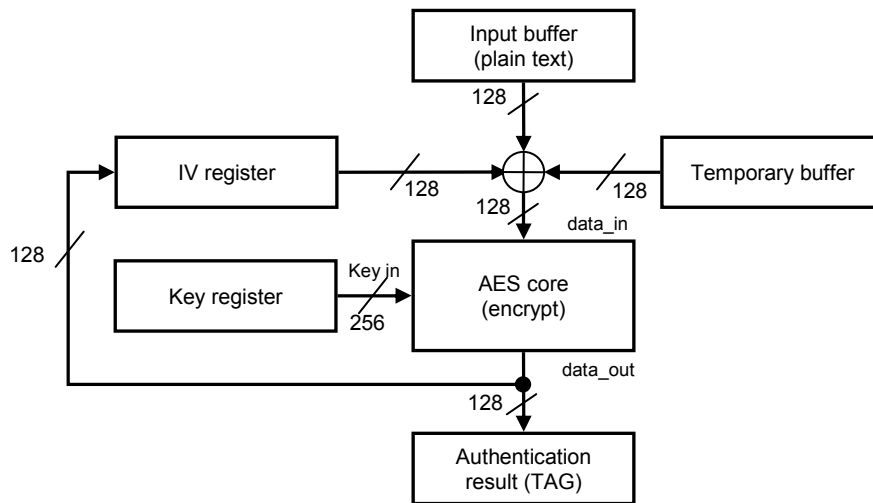 Input buffer
(plain text)
128
IV register
128
128
Temporary buffer
128
data_in
128
Key register
Key in
256
AES core
(encrypt)
data_out
128
Authentication
result (TAG)